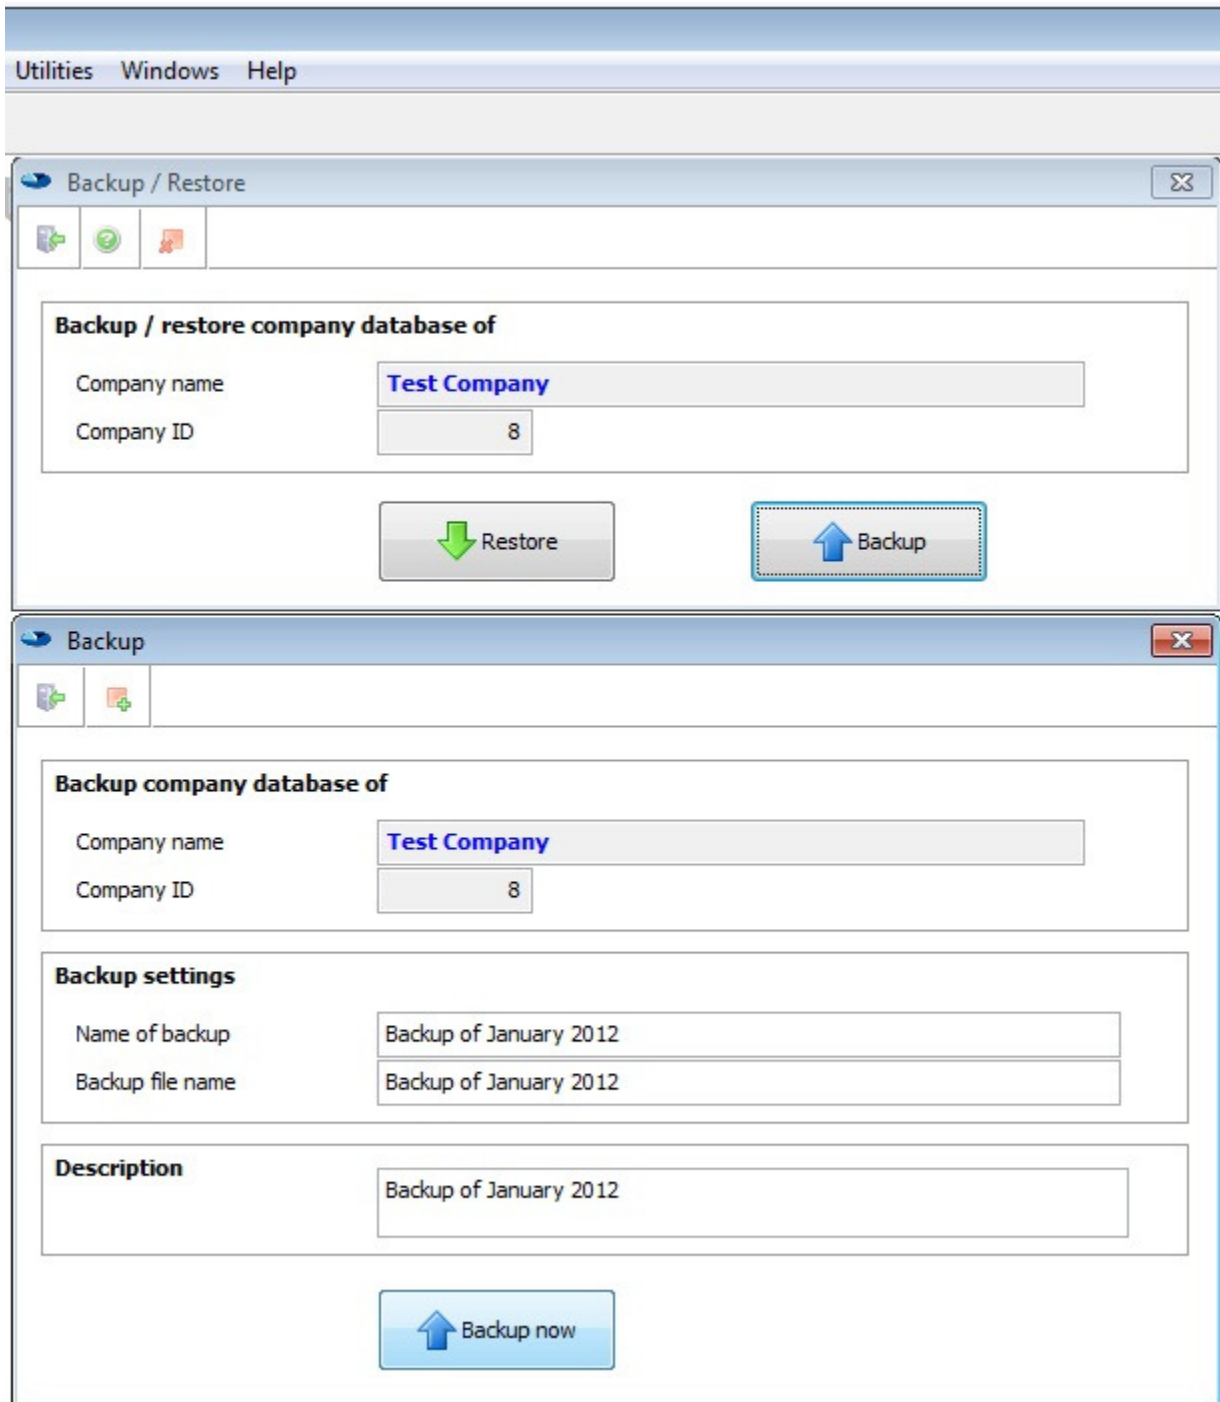 Utilities Windows Help
Backup / Restore
Backup / restore company database of
Company name Test Company
Company ID 8
Restore Backup
Backup
Backup company database of
Company name Test Company
Company ID 8
Backup settings
Name of backup Backup of January 2012
Backup file name Backup of January 2012
Description Backup of January 2012
Backup now